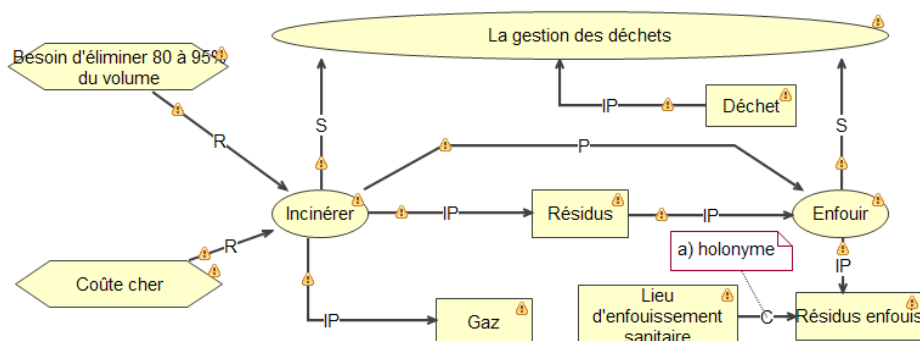 La gestion des déchets
Besoin d'éliminer 80 à 95%
du volume
IP
Déchet
S
S
R
P
Incinérer
IP
Résidus
IP
Enfouir
R
a) holonyme
IP
Coûte cher
IP
Gaz
Lieu
d'enfouissement
sanitaire
C
Résidus enfouis